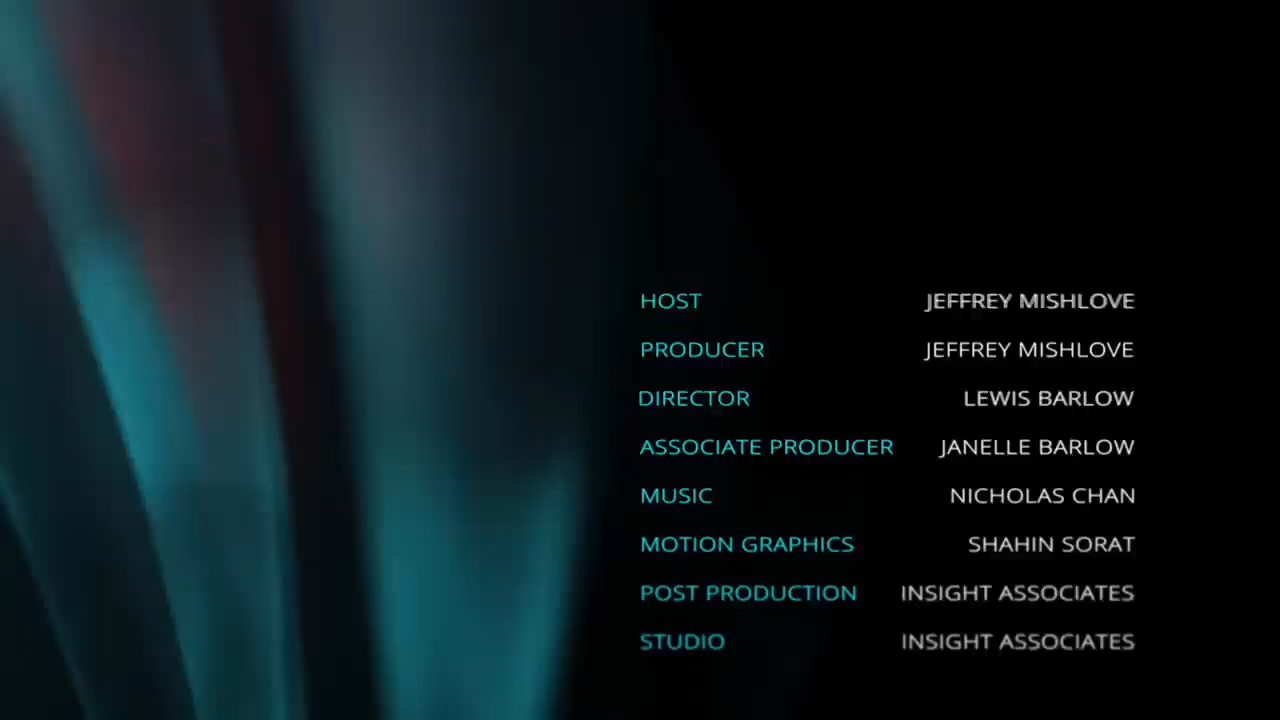 HOST JEFFREY MISHLOVE
PRODUCER JEFFREY MISHLOVE
DIRECTOR LEWIS BARLOW
ASSOCIATE PRODUCER JANELLE BARLOW
MUSIC NICHOLAS CHAN
MOTION GRAPHICS SHAHIN SORAT
POST PRODUCTION INSIGHT ASSOCIATES
STUDIO INSIGHT ASSOCIATES